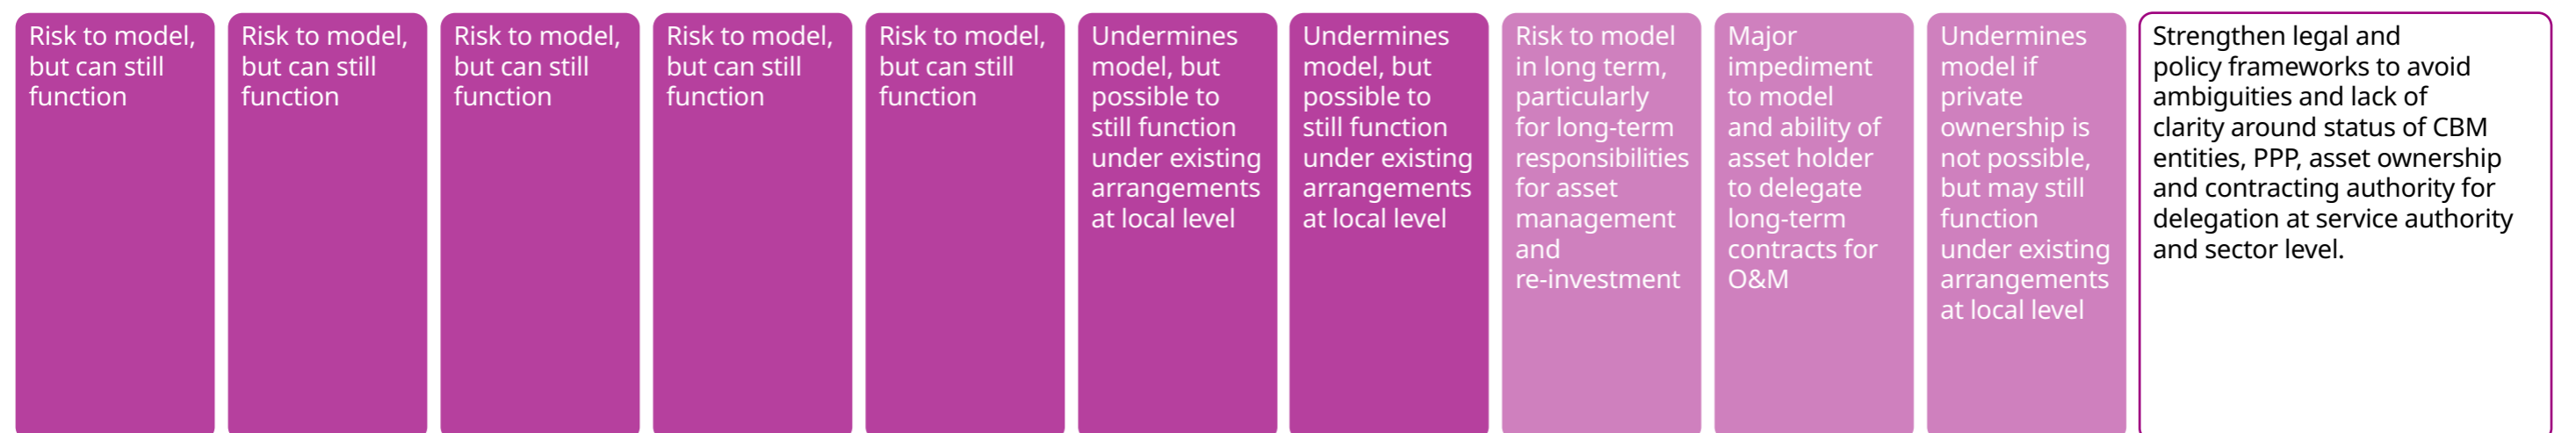 Risk to model,
but can still
function
Risk to model,
but can still
function
Risk to model,
but can still
function
Risk to model,
but can still
function
Risk to model,
but can still
function
Undermines
model, but
possible to
still function
under existing
arrangements
at local level
Undermines
model, but
possible to
still function
under existing
arrangements
at local level
Risk to model
in long term,
particularly
for long-term
responsibilities
for asset
management
and
re-investment
Major
impediment
to model
and ability of
asset holder
to delegate
long-term
contracts for
O&M
Undermines
model if
private
ownership is
not possible,
but may still
function
under existing
arrangements
at local level
Strengthen legal and
policy frameworks to avoid
ambiguities and lack of
clarity around status of CBM
entities, PPP, asset ownership
and contracting authority for
delegation at service authority
and sector level.